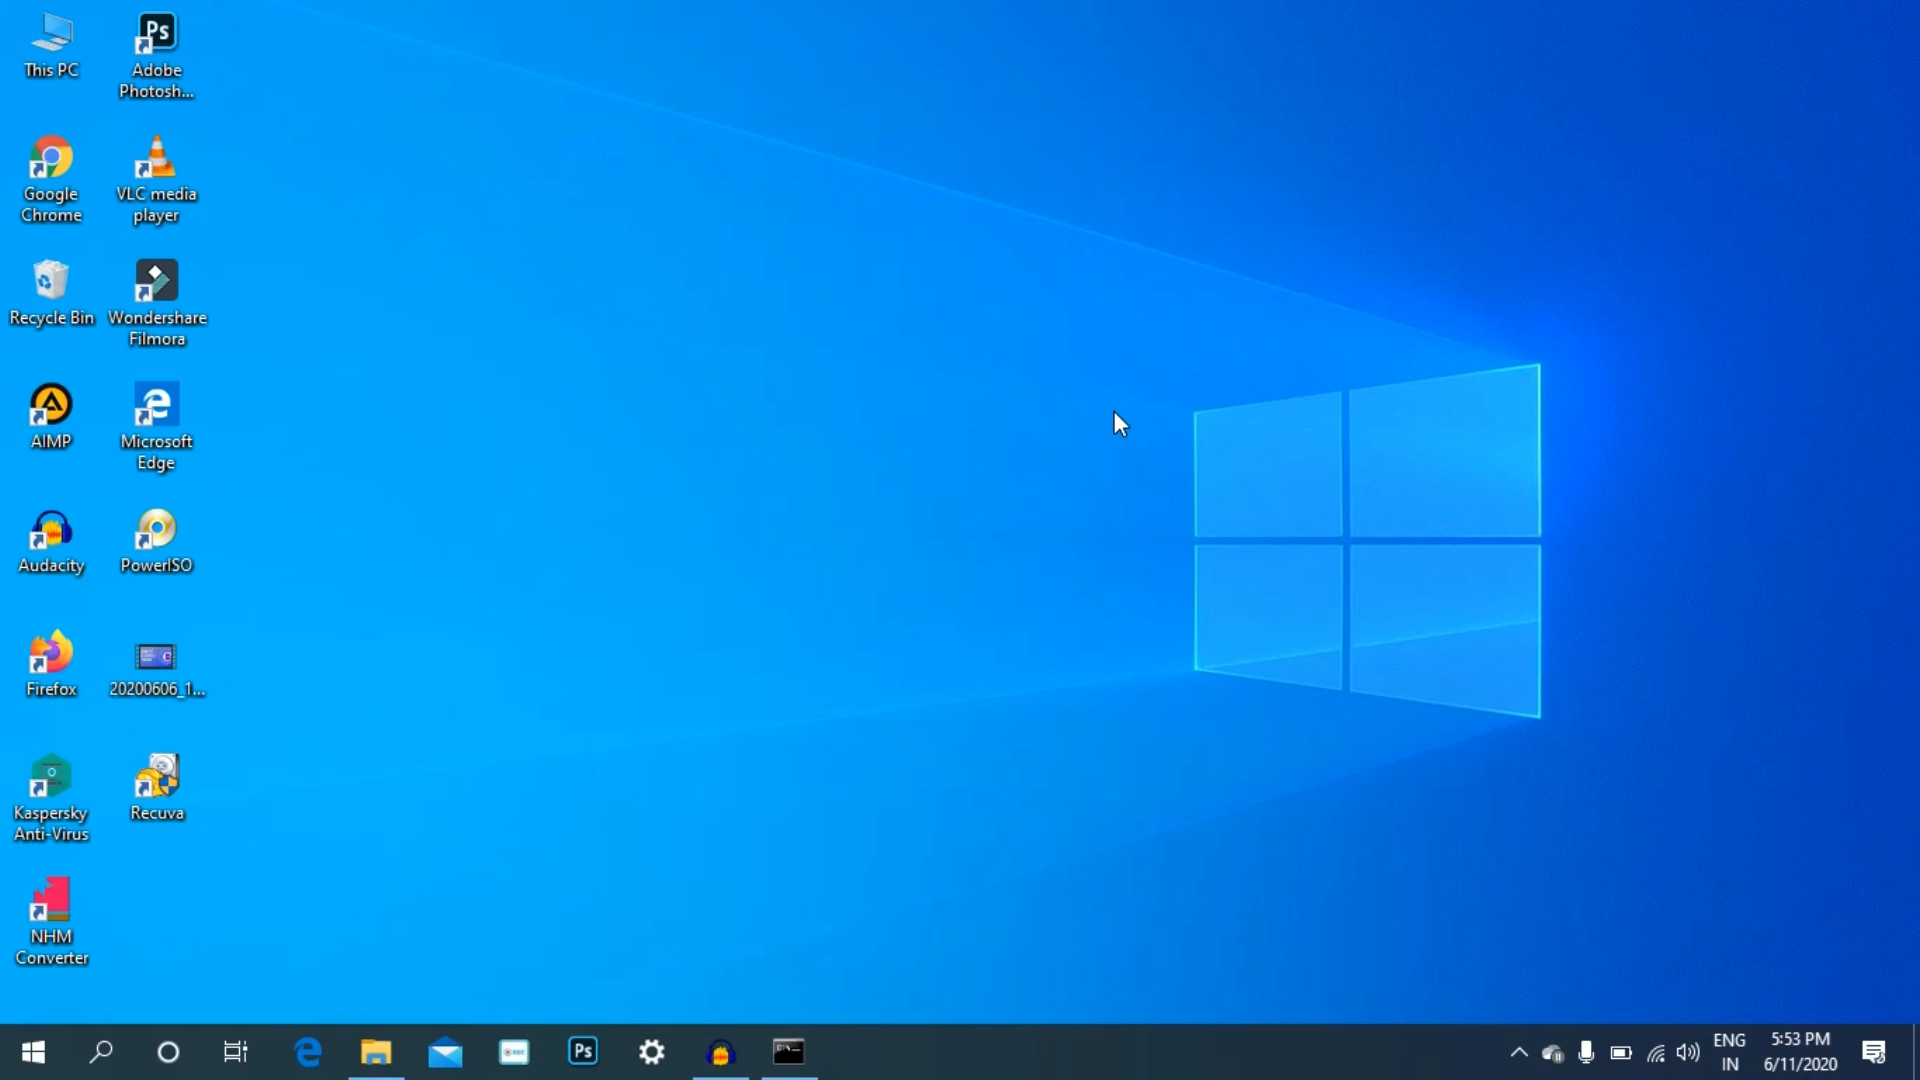 This PC
Adobe
Photosh...
Google
Chrome
VLC media
player
Recycle Bin
Wondershare
Filmora
AIMP
Microsoft
Edge
Audacity
PowerISO
Firefox
20200606_1...
Kaspersky
Anti-Virus
Recuva
NHM
Converter
Ps
Ps
ENG
IN
5:53 PM
6/11/2020